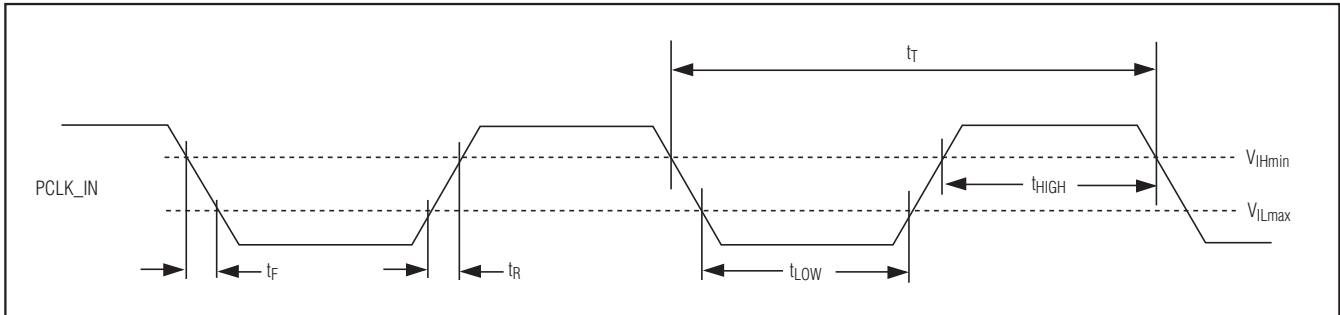 tT
VIHmin
PCLK_IN
tHIGH
VILmax
tF
tR
tLOW